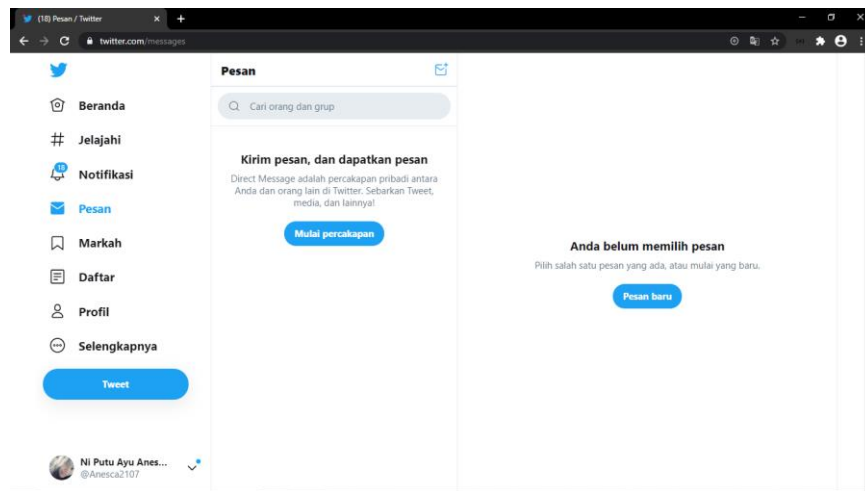 (18) Pesan / Twitter
twitter.com/messages
Pesan
Cari orang dan grup
Beranda
Jelajahi
18
Notifikasi
Pesan
Markah
Daftar
Profil
Selengkapnya
Tweet
Ni Putu Ayu Anes...
@Anesca2107
Kirim pesan, dan dapatkan pesan
Direct Message adalah percakapan pribadi antara
Anda dan orang lain di Twitter. Sebarkan Tweet,
media, dan lainnya!
Mulai percakapan
Anda belum memilih pesan
Pilih salah satu pesan yang ada, atau mulai yang baru.
Pesan baru